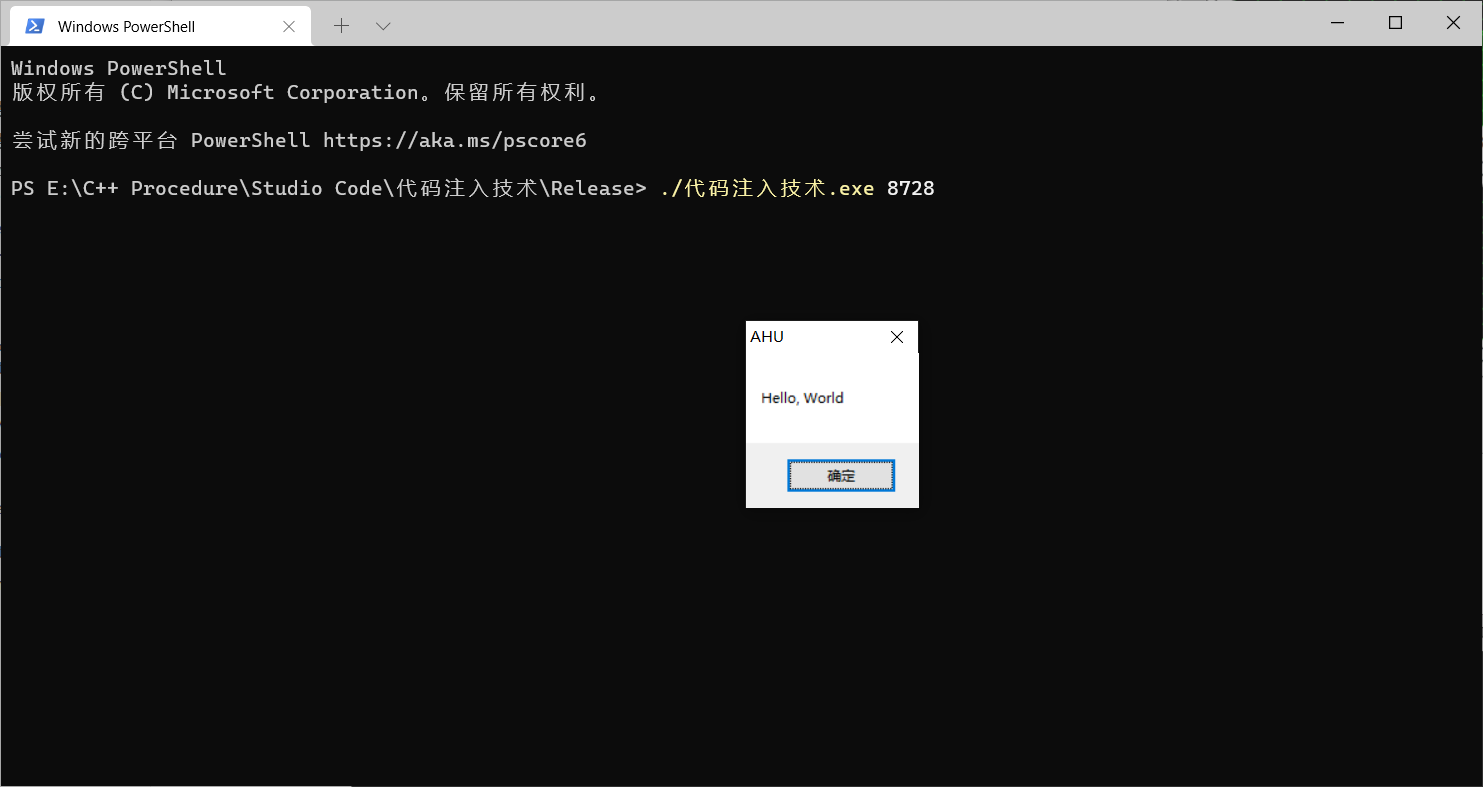 Windows PowerShell
Windows PowerShell
版权所有 (C) Microsoft Corporation。保留所有权利。
尝试新的跨平台 PowerShell https://aka.ms/pscore6
PS E:\C++ Procedure\Studio Code\代码注入技术\Release> ./代码注入技术.exe 8728
AHU
Hello, World
确定